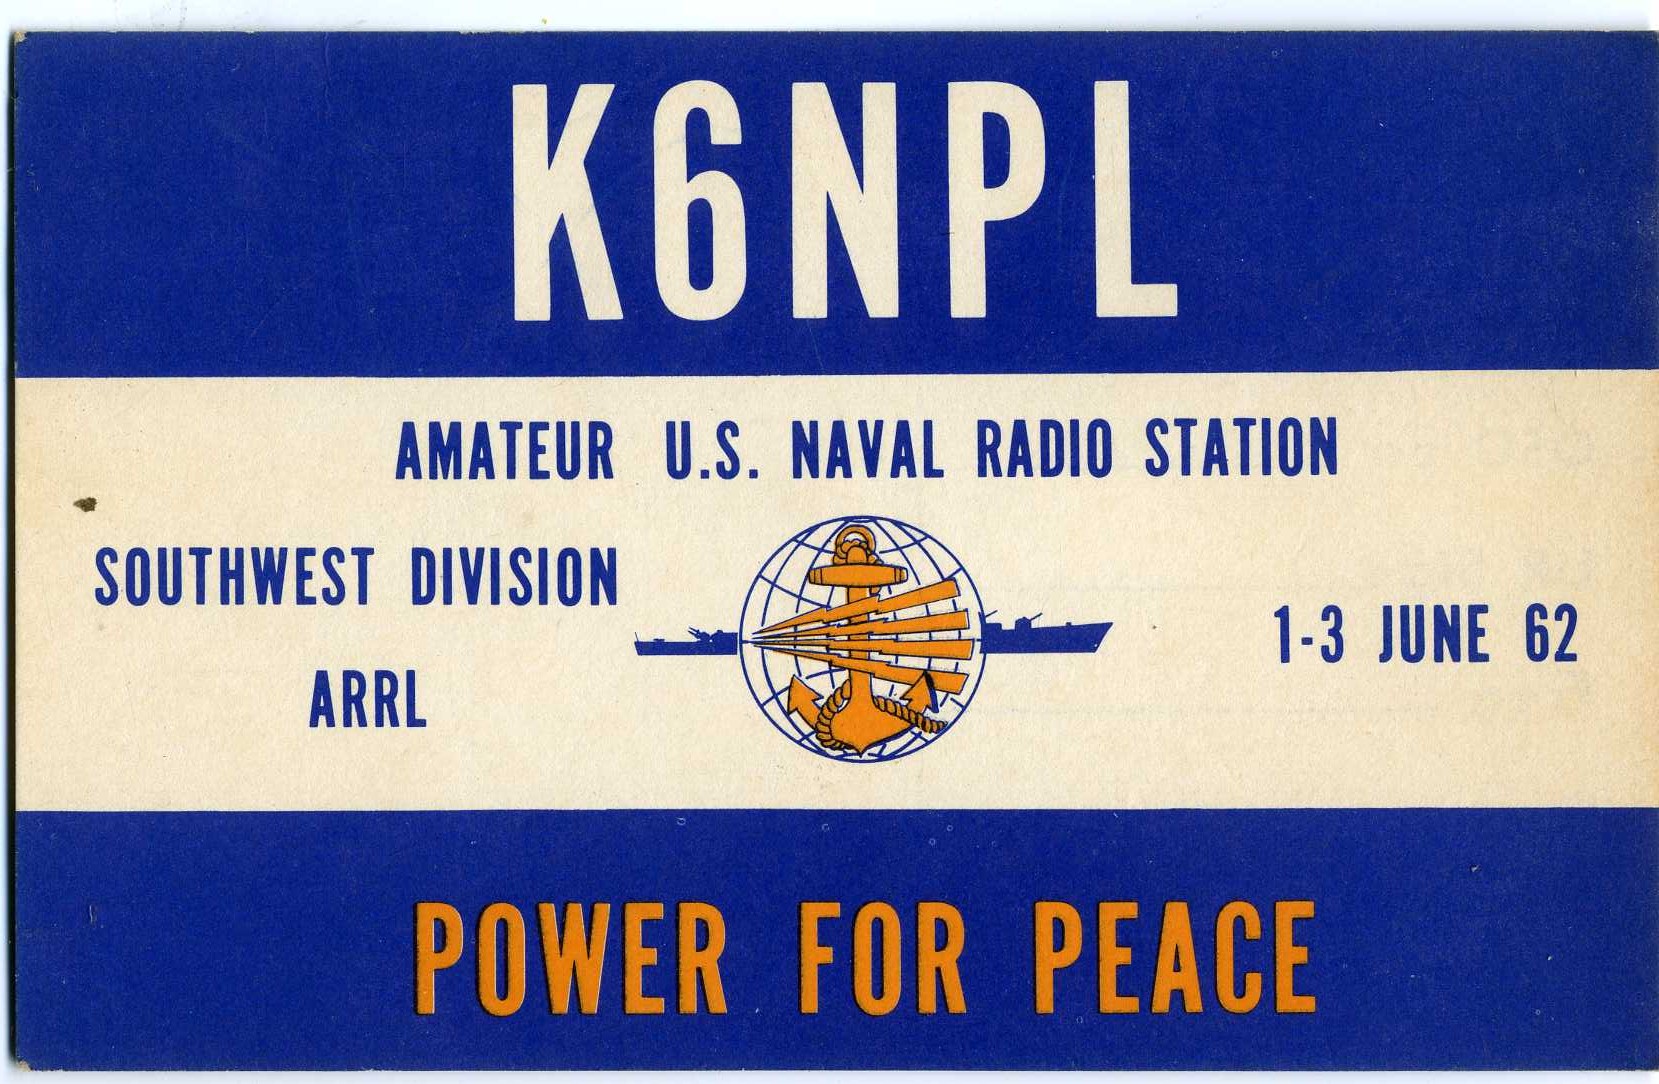 K6NPL
AMATEUR U.S. NAVAL RADIO STATION
SOUTHWEST DIVISION
ARRL
1-3 JUNE 62
POWER FOR PEACE